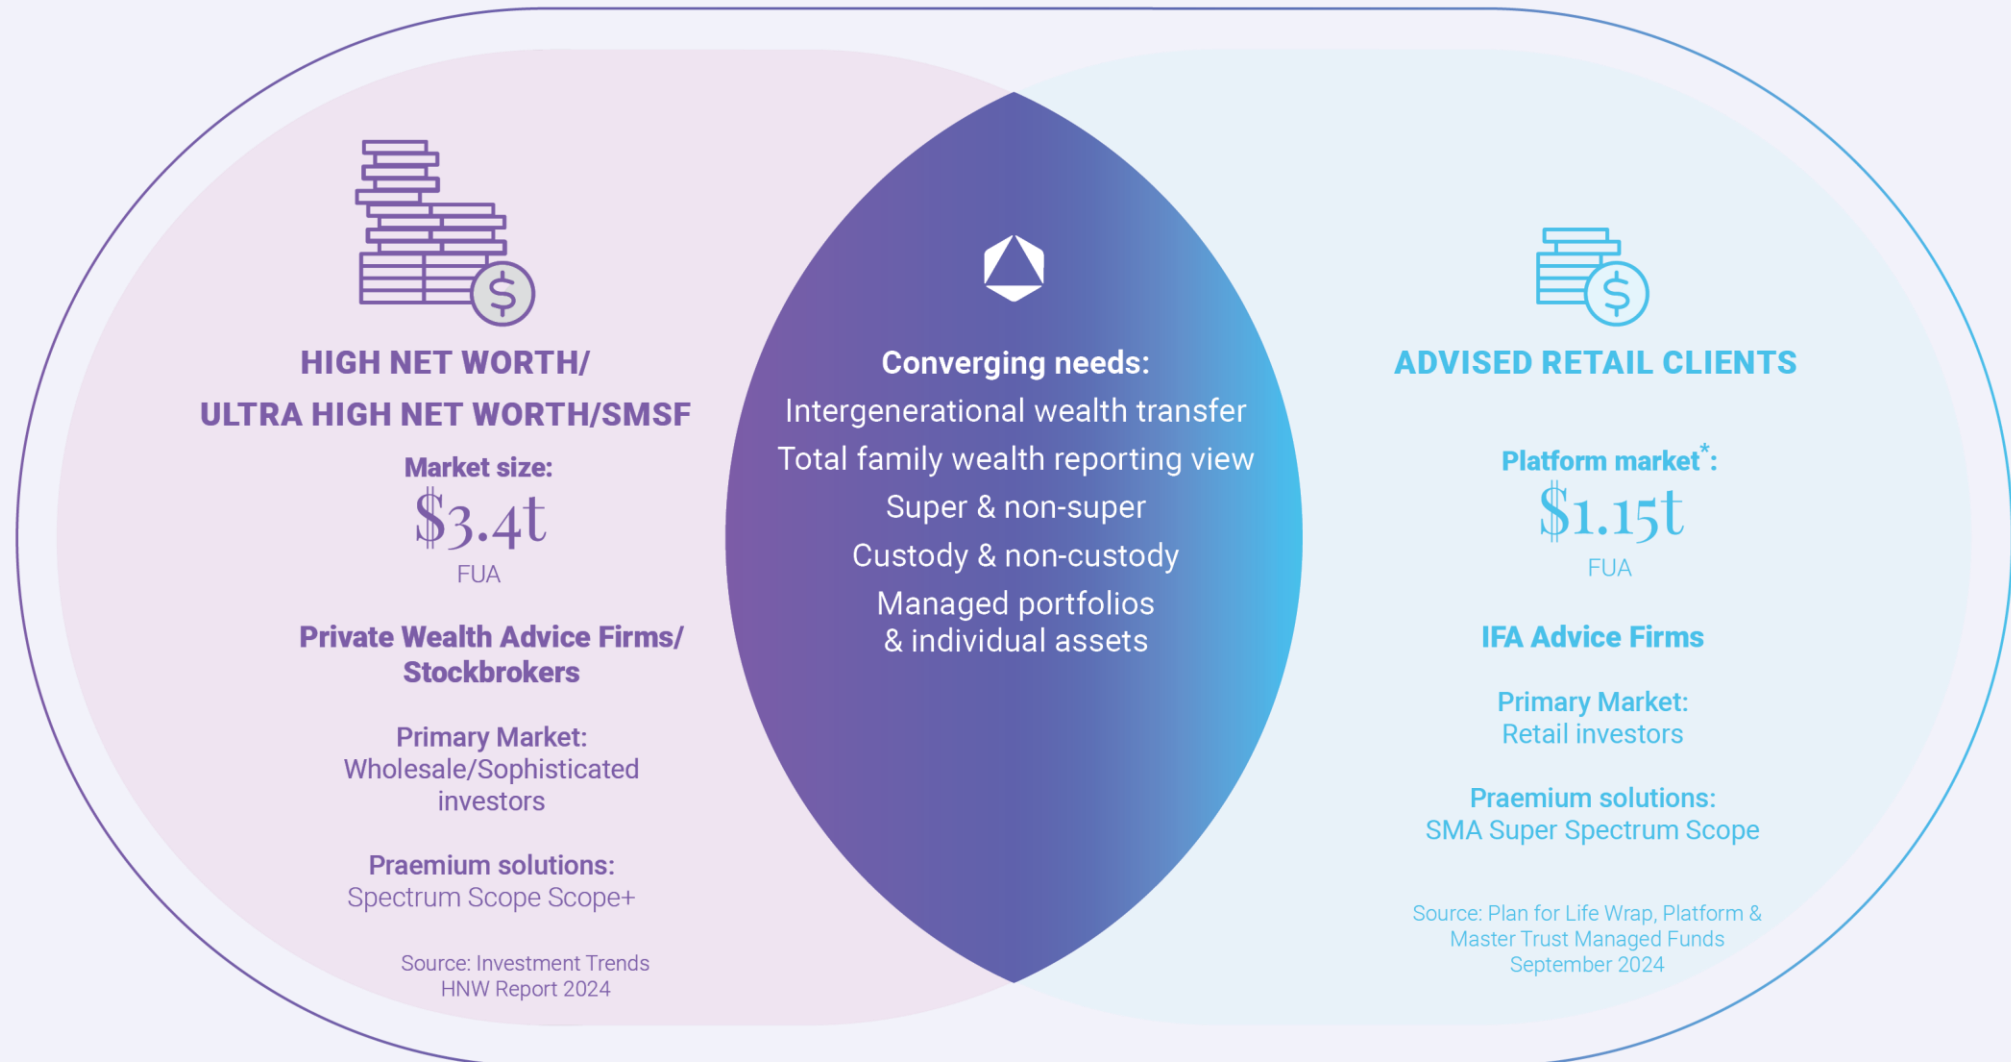 HIGH NET WORTH/
ULTRA HIGH NET WORTH/SMSF
Market size:
$3.4t
FUA
Private Wealth Advice Firms/
Stockbrokers
Primary Market:
Wholesale/Sophisticated
investors
Praemium solutions:
Spectrum Scope Scope+
Source: Investment Trends
HNW Report 2024
Converging needs:
Intergenerational wealth transfer
Total family wealth reporting view
Super & non-super
Custody & non-custody
Managed portfolios
& individual assets
ADVISED RETAIL CLIENTS
Platform market*:
$1.15t
FUA
IFA Advice Firms
Primary Market:
Retail investors
Praemium solutions:
SMA Super Spectrum Scope
Source: Plan for Life Wrap, Platform &
Master Trust Managed Funds
September 2024